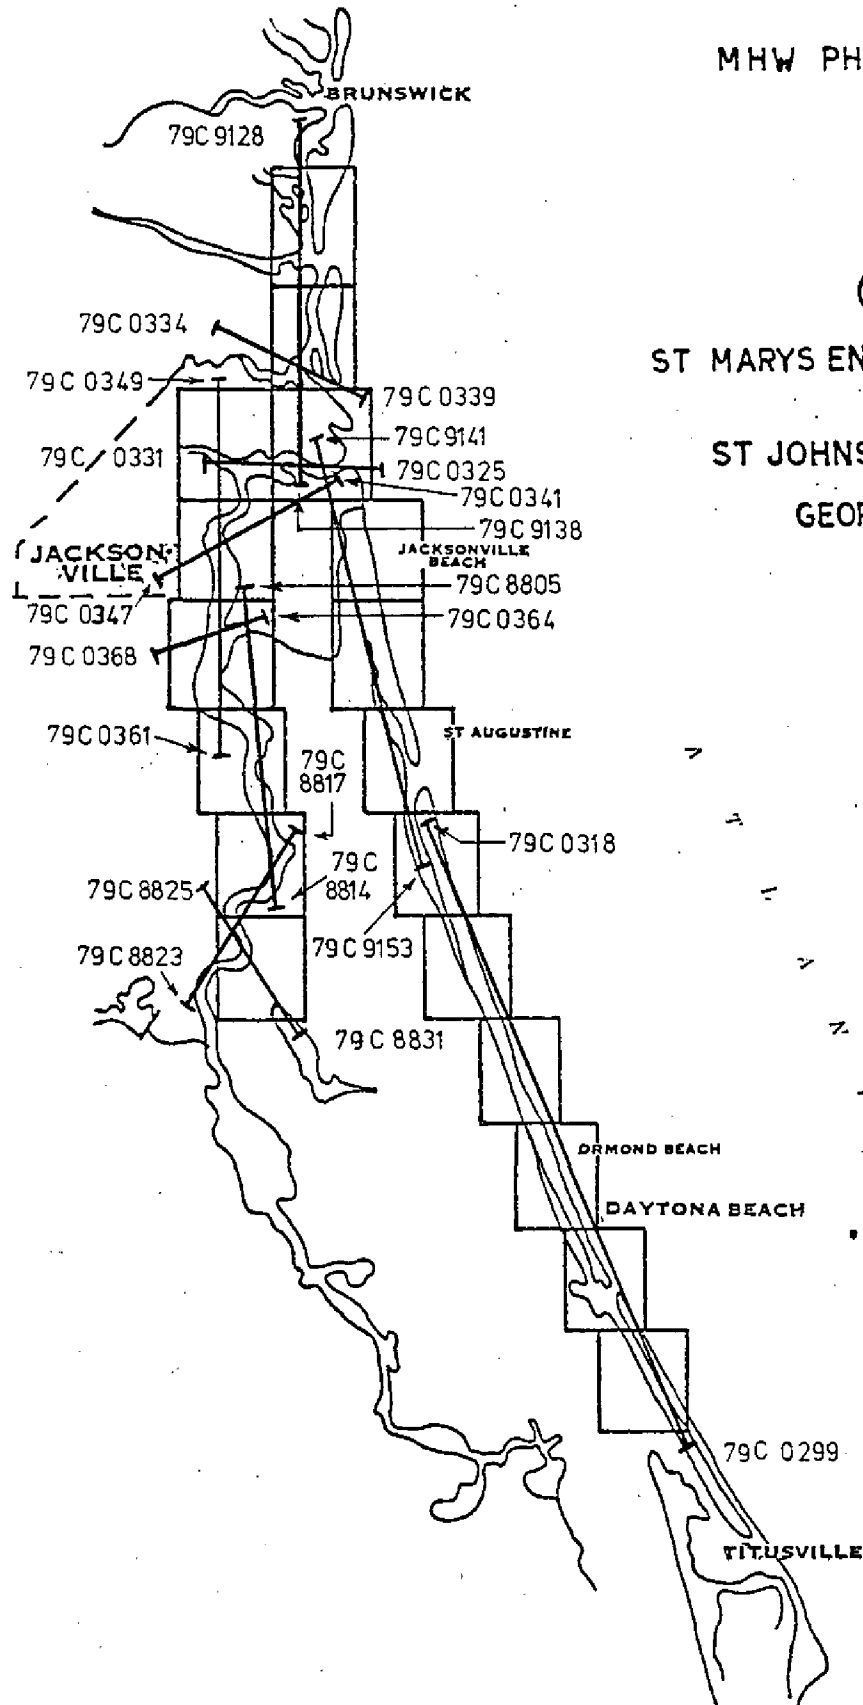 MHW PH
BRUNSWICK
79C 9128
79C 0334
ST MARYS EN
79C 0349
79C 0339
79C 9141
79C 0331
79C 0325
ST JOHNS
79C 0341
GEOR
79C 9138
JACKSON-
VILLE
JACKSONVILLE
BEACH
79C 8805
79C 0347
79C 0364
79C 0368
79C 0361
ST AUGUSTINE
79C
8817
79C 0318
79C
8814
79C 8825
79C 9153
79C 8823
79C 8831
ORMOND BEACH
DAYTONA BEACH
79C 0299
TITUSVILLE